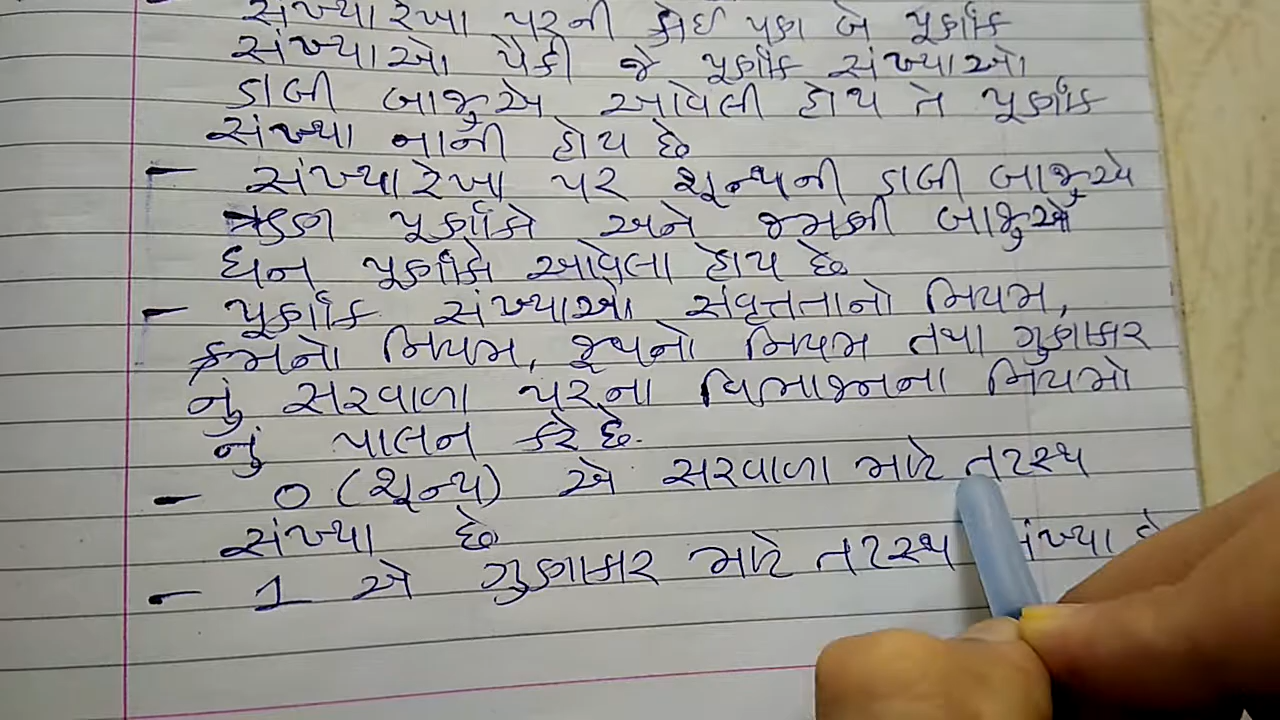 સંખ્યારેખા પરની કોઈ પણ બે પૂર્ણાંક
સંખ્યાઓ પૈકી જે પૂર્ણાંક સંખ્યાઓ
ડાબી બાજુએ આવેલી હોય તે પૂર્ણાંક
સંખ્યા નાની હોય છે
- સંખ્યારેખા પર શૂન્યની ડાબી બાજુએ
ઋણ પૂર્ણાંકો અને જમણી બાજુએ
ધન પૂર્ણાંકો આવેલા હોય છે
- પૂર્ણાંક સંખ્યાઓ સંવૃત્તતાનો નિયમ,
ક્રમનો નિયમ, જૂથનો નિયમ તથા ગુણાકાર
નું સરવાળા પરના વિભાજનના નિયમો
નું પાલન કરે છે.
- 0 (શૂન્ય) એ સરવાળા માટે તટસ્થ
સંખ્યા છે
- 1 એ ગુણાકાર માટે તટસ્થ સંખ્યા છે